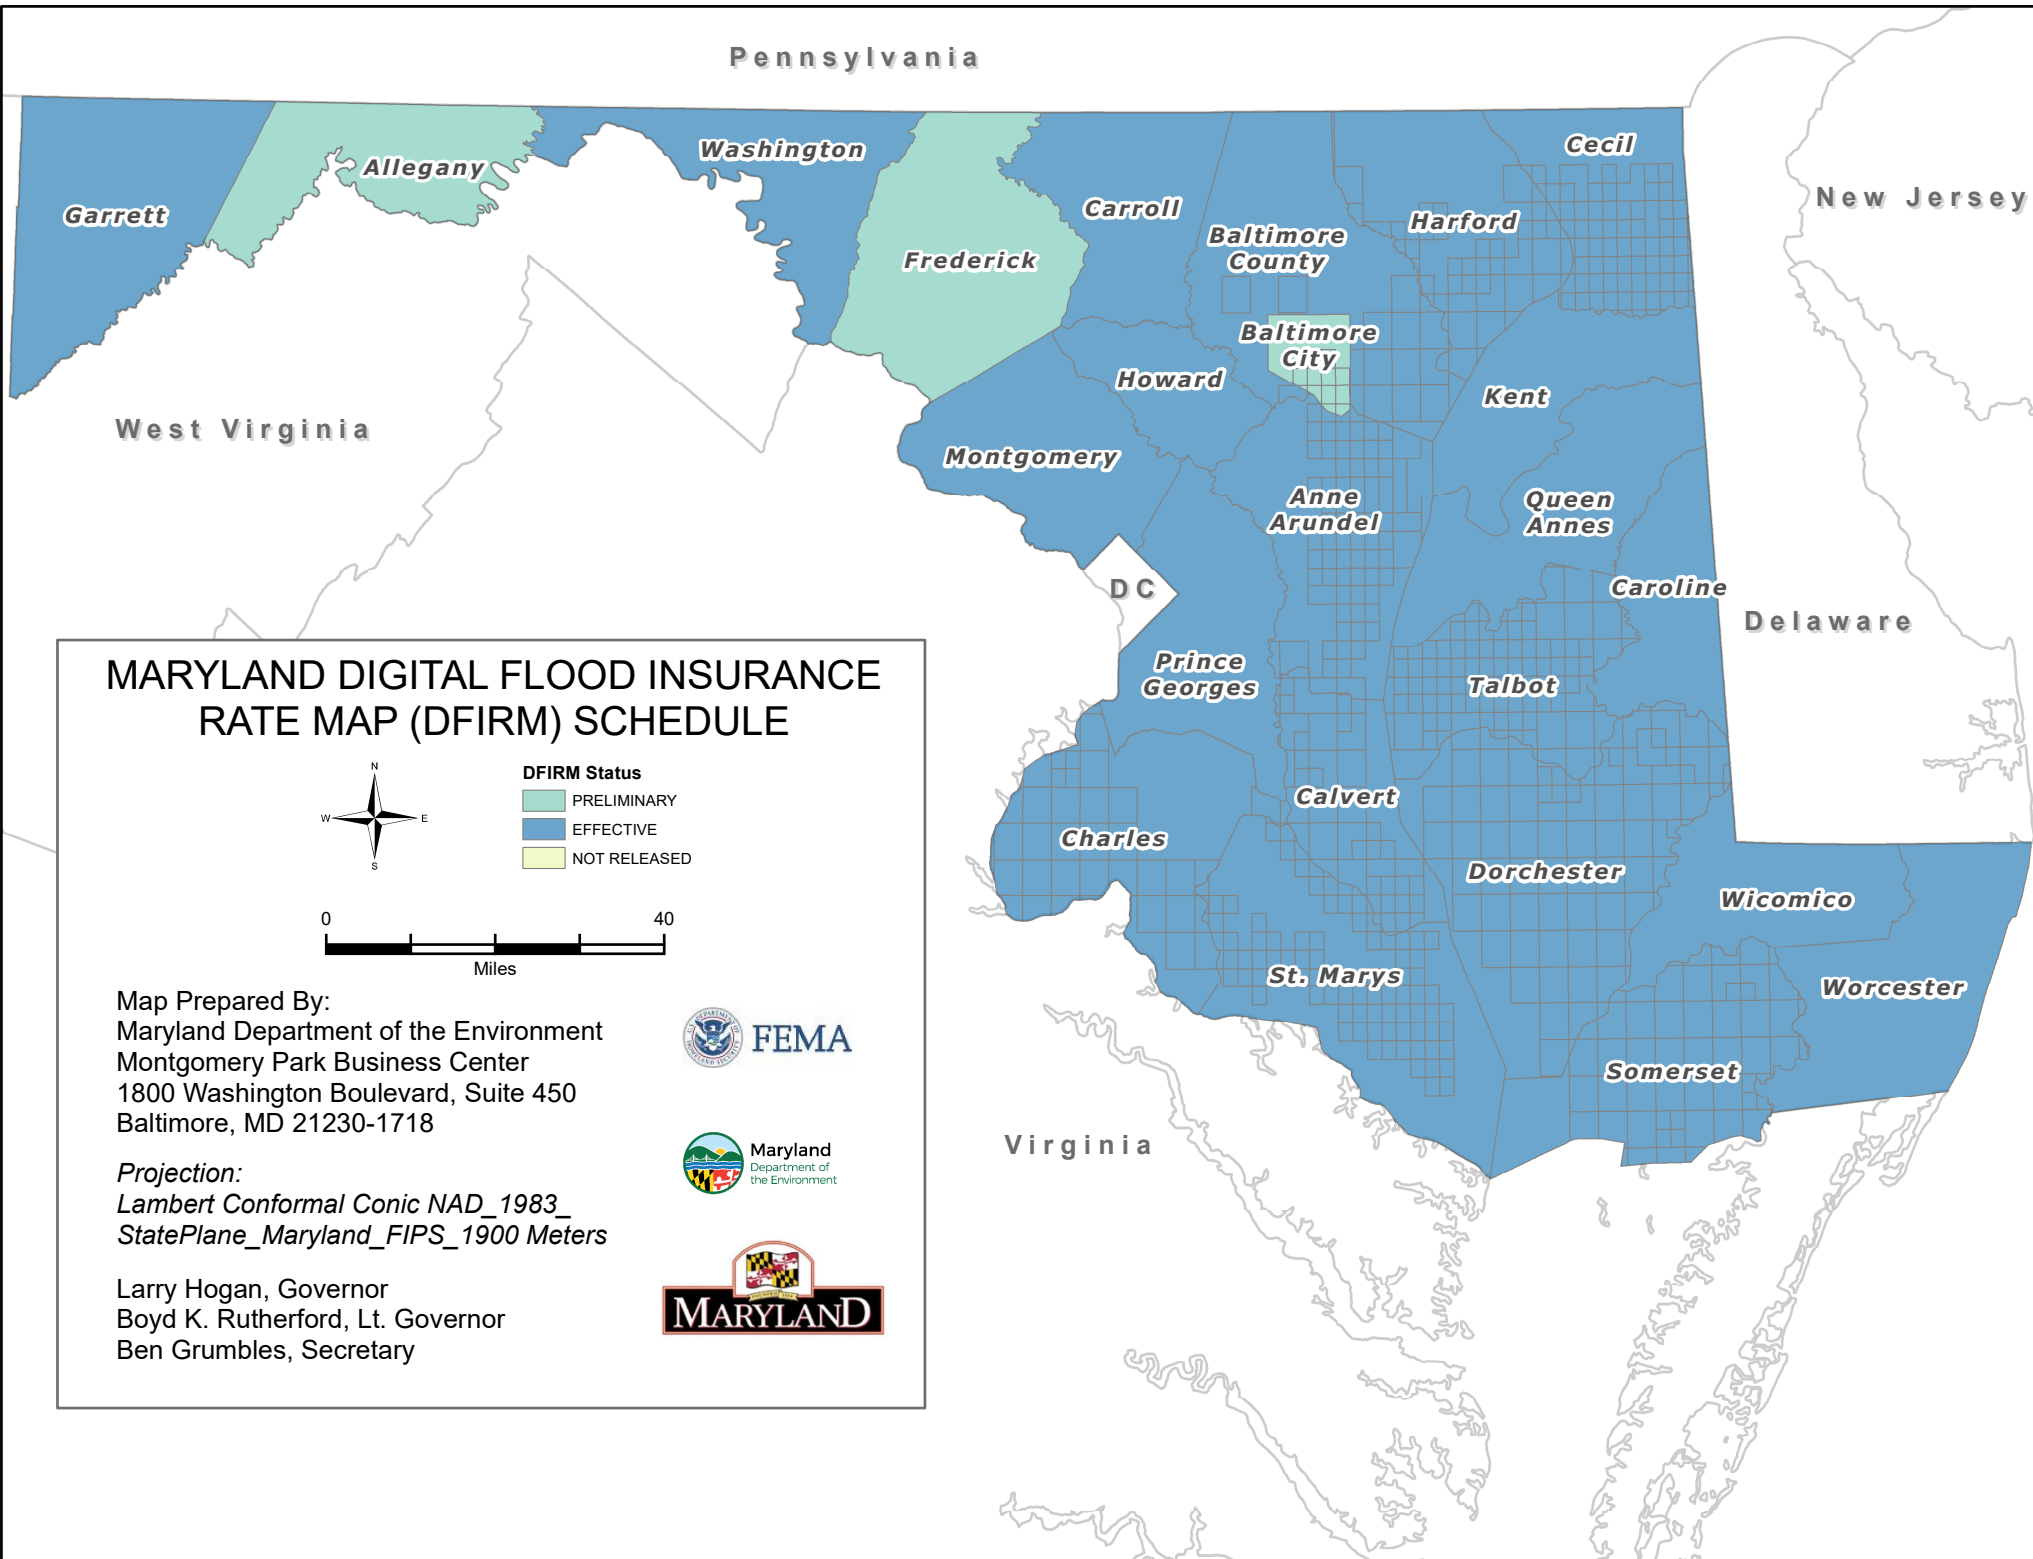 Pennsylvania
Cecil
Washington
Allegany
New Jersey
Garrett
Carroll
Harford
Baltimore
County
Frederick
Baltimore
City
Howard
Kent
West Virginia
Montgomery
Anne
Arundel
Queen
Annes
DC
Caroline
Delaware
Prince
Georges
Talbot
Calvert
Charles
Dorchester
Wicomico
St. Marys
Worcester
Somerset
Virginia
MARYLAND DIGITAL FLOOD INSURANCE
RATE MAP (DFIRM) SCHEDULE
N
W
E
S
DFIRM Status
PRELIMINARY
EFFECTIVE
NOT RELEASED
0 40
Miles
Map Prepared By:
Maryland Department of the Environment
Montgomery Park Business Center
1800 Washington Boulevard, Suite 450
Baltimore, MD 21230-1718
FEMA
Projection:
Lambert Conformal Conic NAD_1983_
StatePlane_Maryland_FIPS_1900 Meters
Maryland
Department of
the Environment
Larry Hogan, Governor
Boyd K. Rutherford, Lt. Governor
Ben Grumbles, Secretary
MARYLAND